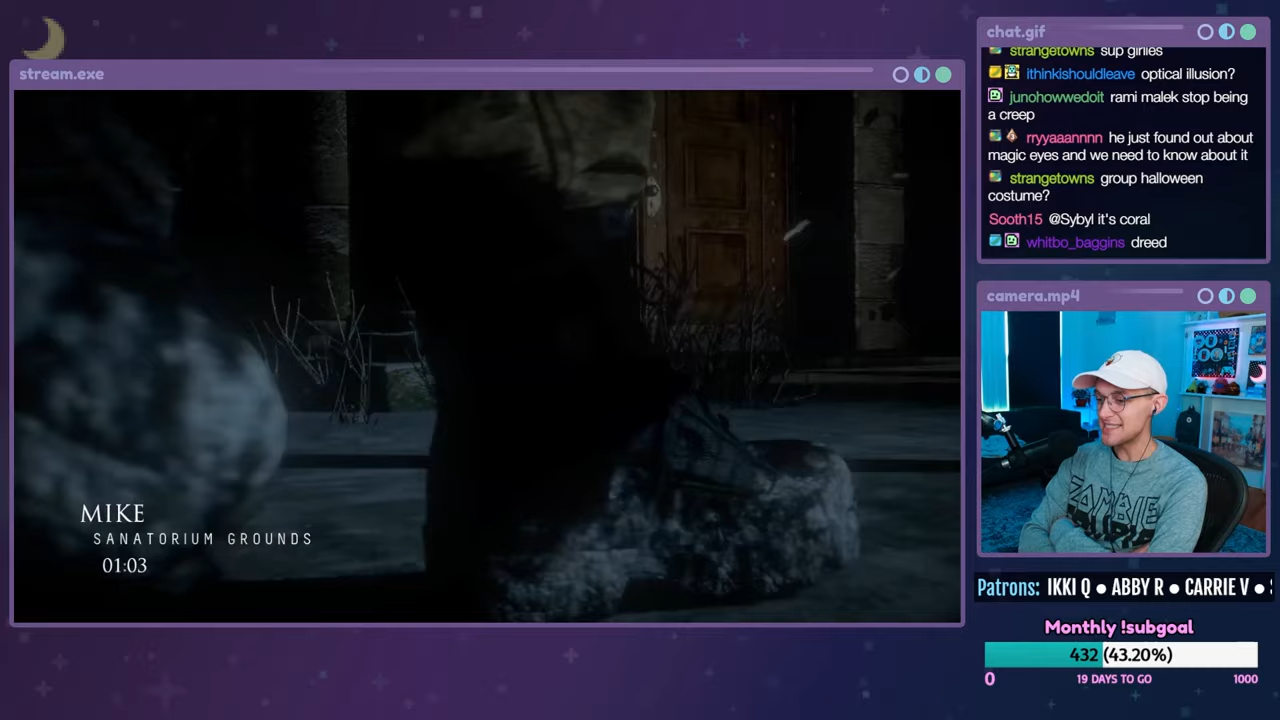 stream.exe
MIKE
SANATORIUM GROUNDS
01:03
chat.gif
strangetowns sup girlies
ithinkishouldleave optical illusion?
junohowwedoit rami malek stop being
a creep
rryyaaannnn he just found out about
magic eyes and we need to know about it
strangetowns group halloween
costume?
Sooth15 @Sybyl it's coral
whitbo_baggins dreed
camera.mp4
ZOMBIE
Patrons: IKKI Q ● ABBY R ● CARRIE V ●
Monthly !subgoal
432 (43.20%)
0 19 DAYS TO GO 1000